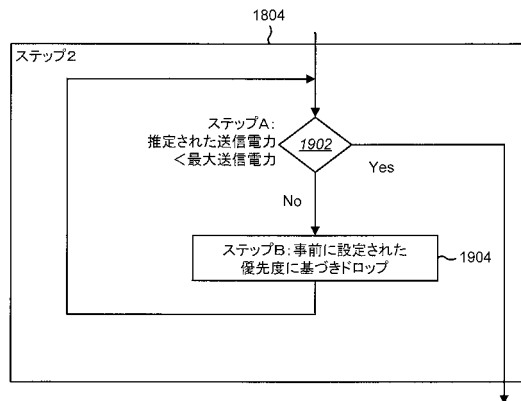 1804
ステップ2
ステップA:
推定された送信電力
<最大送信電力
1902
Yes
No
ステップB:事前に設定された
優先度に基づきドロップ
1904